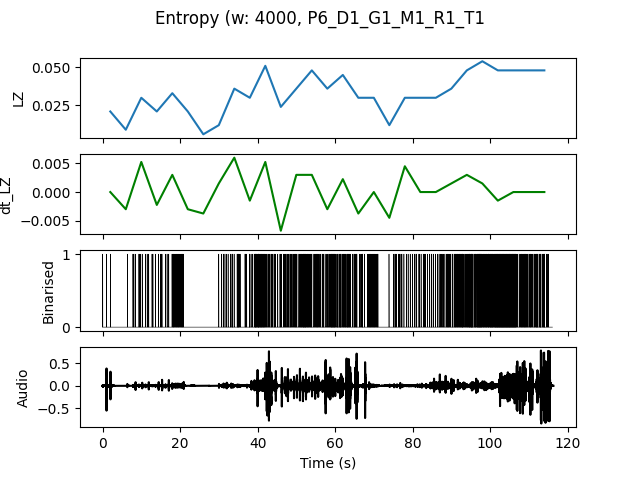 Entropy (w: 4000, P6_D1_G1_M1_R1_T1
0.050
0.025
LZ
0.005
0.000
−0.005
dt_LZ
1
0
Binarised
0.5
0.0
−0.5
Audio
0 20 40 60 80 100 120
Time (s)